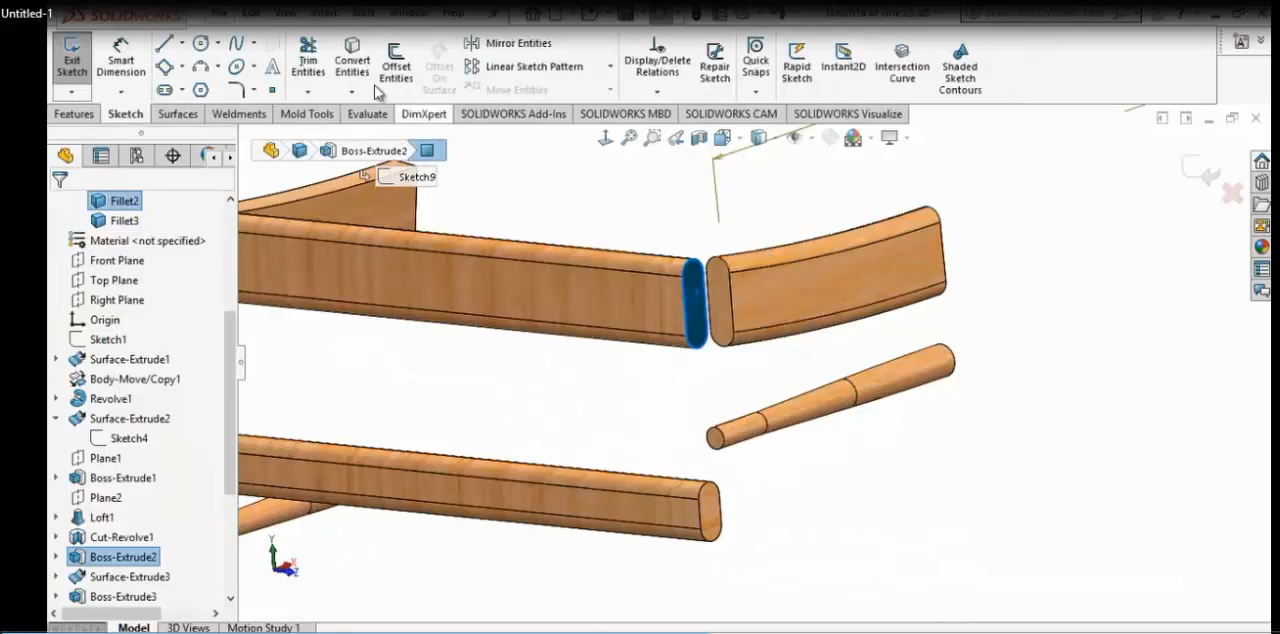 Untitled-1
SOLIDWORKS
Exit Sketch
Smart Dimension
Trim Entities
Convert Entities
Offset Entities
Offset On Surface
Mirror Entities
Linear Sketch Pattern
Move Entities
Display/Delete Relations
Repair Sketch
Quick Snaps
Rapid Sketch
Instant2D
Intersection Curve
Shaded Sketch Contours
Features
Sketch
Surfaces
Weldments
Mold Tools
Evaluate
DimXpert
SOLIDWORKS Add-Ins
SOLIDWORKS MBD
SOLIDWORKS CAM
SOLIDWORKS Visualize
Boss-Extrude2
Sketch9
Fillet2
Fillet3
Material <not specified>
Front Plane
Top Plane
Right Plane
Origin
Sketch1
Surface-Extrude1
Body-Move/Copy1
Revolve1
Surface-Extrude2
Sketch4
Plane1
Boss-Extrude1
Plane2
Loft1
Cut-Revolve1
Boss-Extrude2
Surface-Extrude3
Boss-Extrude3
Y
X
Z
Model
3D Views
Motion Study 1